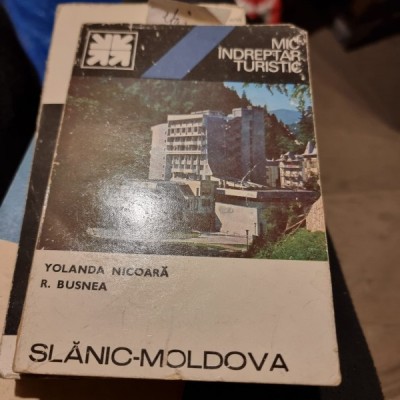 MIC
ÎNDREPTAR
TURISTIC
YOLANDA NICOARĂ
R. BUSNEA
SLĂNIC-MOLDOVA